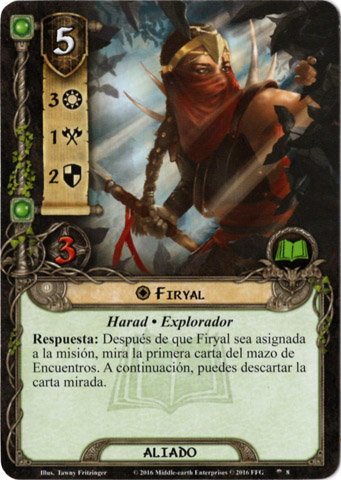 5
3
1
2
3
Firyal
Harad • Explorador
Respuesta: Después de que Firyal sea asignada
a la misión, mira la primera carta del mazo de
Encuentros. A continuación, puedes descartar la
carta mirada.
ALIADO
Illus. Tawny Fritzinger © 2016 Middle-earth Enterprises © 2016 FFG 8